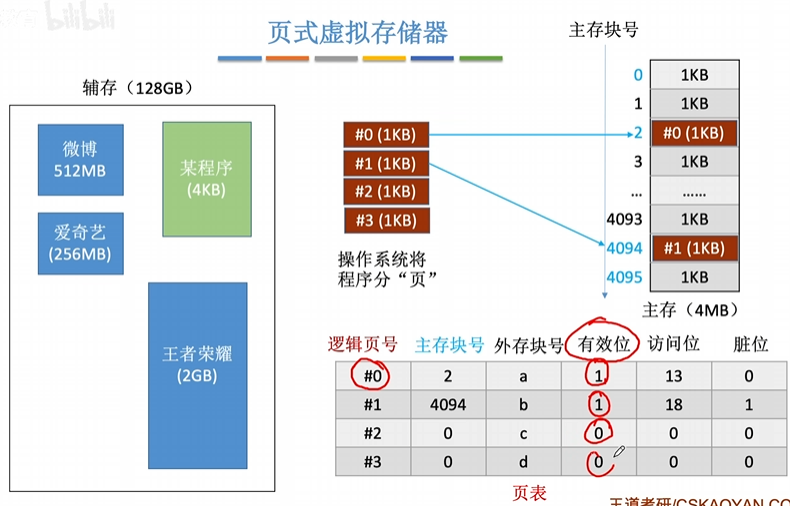 bilibili
页式虚拟存储器
主存块号
辅存（128GB）
微博
512MB
某程序
(4KB)
爱奇艺
(256MB)
王者荣耀
(2GB)
#0 (1KB)
#1 (1KB)
#2 (1KB)
#3 (1KB)
操作系统将
程序分“页”
0 1KB
1 1KB
2 #0 (1KB)
3 1KB
... ......
4093 1KB
4094 #1 (1KB)
4095 1KB
主存（4MB）
逻辑页号 主存块号 外存块号 有效位 访问位 脏位
#0 2 a 1 13 0
#1 4094 b 1 18 1
#2 0 c 0 0 0
#3 0 d 0 0 0
页表
王道考研/CSKAOYAN.CO